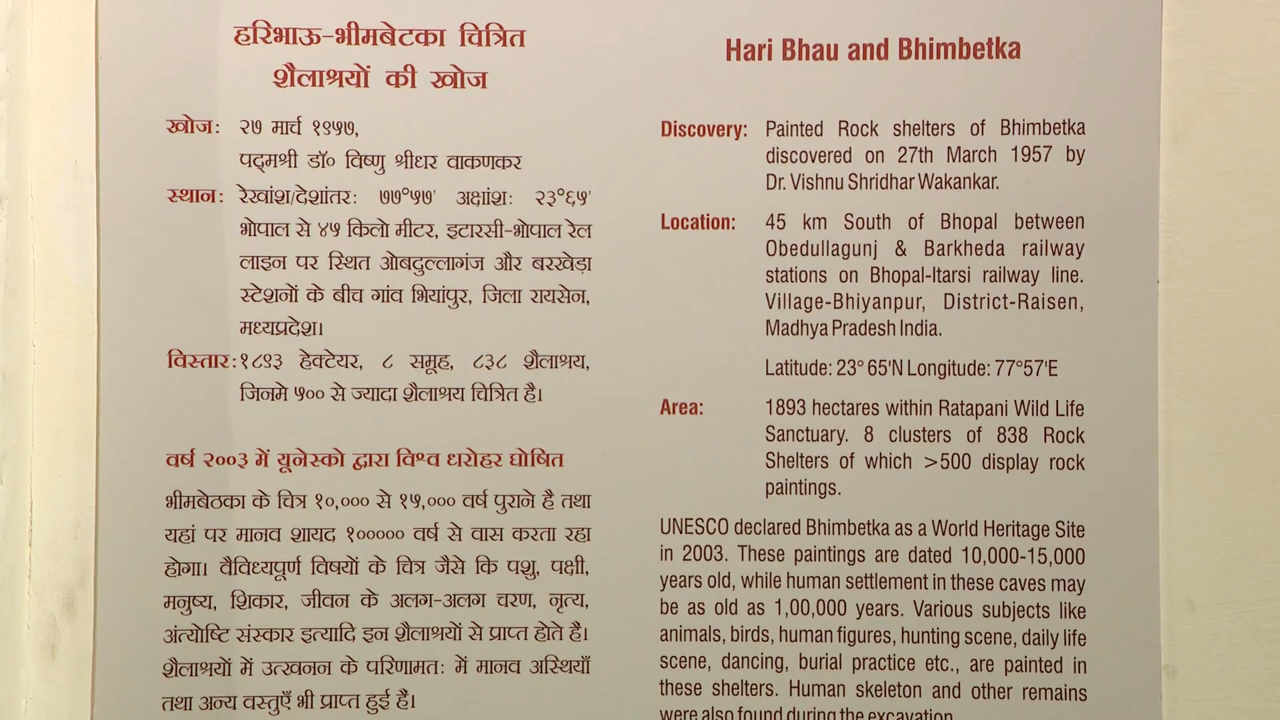 हरिभाऊ-भीमबेटका चित्रित
शैलाश्रयों की खोज
खोज: २७ मार्च १९५७,
पद्मश्री डॉ० विष्णु श्रीधर वाकणकर
स्थान: रेखांश/देशांतर: ७७°५७' अक्षांश: २३°६५'
भोपाल से ४५ किलो मीटर, इटारसी-भोपाल रेल
लाइन पर स्थित ओबदुल्लागंज और बरखेड़ा
स्टेशनों के बीच गांव भियांपुर, जिला रायसेन,
मध्यप्रदेश।
विस्तार: १८९३ हेक्टेयर, ८ समूह, ८३८ शैलाश्रय,
जिनमे ५०० से ज्यादा शैलाश्रय चित्रित है।
वर्ष २००३ में यूनेस्को द्वारा विश्व धरोहर घोषित
भीमबेठका के चित्र १०,००० से १५,००० वर्ष पुराने है तथा
यहां पर मानव शायद १००००० वर्ष से वास करता रहा
होगा। वैविध्यपूर्ण विषयों के चित्र जैसे कि पशु, पक्षी,
मनुष्य, शिकार, जीवन के अलग-अलग चरण, नृत्य,
अंत्योष्टि संस्कार इत्यादि इन शैलाश्रयों से प्राप्त होते है।
शैलाश्रयों में उत्खनन के परिणामत: में मानव अस्थियाँ
तथा अन्य वस्तुएँ भी प्राप्त हुई है।
Hari Bhau and Bhimbetka
Discovery: Painted Rock shelters of Bhimbetka
discovered on 27th March 1957 by
Dr. Vishnu Shridhar Wakankar.
Location: 45 km South of Bhopal between
Obedullagunj & Barkheda railway
stations on Bhopal-Itarsi railway line.
Village-Bhiyanpur, District-Raisen,
Madhya Pradesh India.
Latitude: 23° 65'N Longitude: 77°57'E
Area: 1893 hectares within Ratapani Wild Life
Sanctuary. 8 clusters of 838 Rock
Shelters of which >500 display rock
paintings.
UNESCO declared Bhimbetka as a World Heritage Site
in 2003. These paintings are dated 10,000-15,000
years old, while human settlement in these caves may
be as old as 1,00,000 years. Various subjects like
animals, birds, human figures, hunting scene, daily life
scene, dancing, burial practice etc., are painted in
these shelters. Human skeleton and other remains
were also found during the excavation.